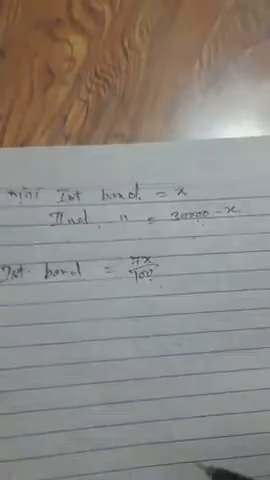 Ist bond = x
IInd " = 30000 - x
Ist bond = 7x/100